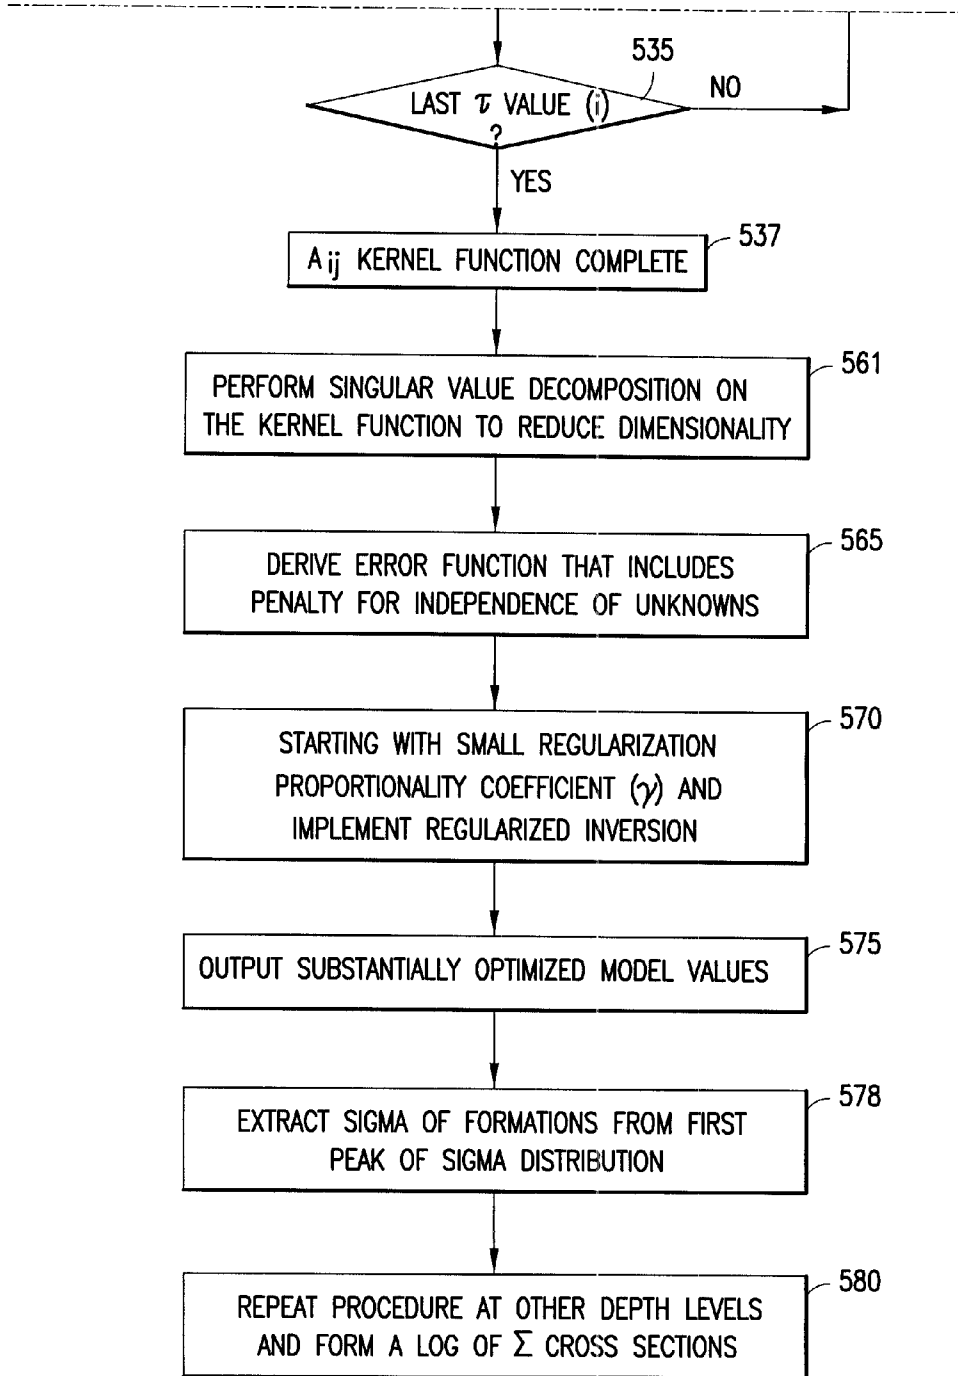 535
LAST τ VALUE (i)
?
NO
YES
537
A ij KERNEL FUNCTION COMPLETE
561
PERFORM SINGULAR VALUE DECOMPOSITION ON
THE KERNEL FUNCTION TO REDUCE DIMENSIONALITY
565
DERIVE ERROR FUNCTION THAT INCLUDES
PENALTY FOR INDEPENDENCE OF UNKNOWNS
570
STARTING WITH SMALL REGULARIZATION
PROPORTIONALITY COEFFICIENT (γ) AND
IMPLEMENT REGULARIZED INVERSION
575
OUTPUT SUBSTANTIALLY OPTIMIZED MODEL VALUES
578
EXTRACT SIGMA OF FORMATIONS FROM FIRST
PEAK OF SIGMA DISTRIBUTION
580
REPEAT PROCEDURE AT OTHER DEPTH LEVELS
AND FORM A LOG OF Σ CROSS SECTIONS